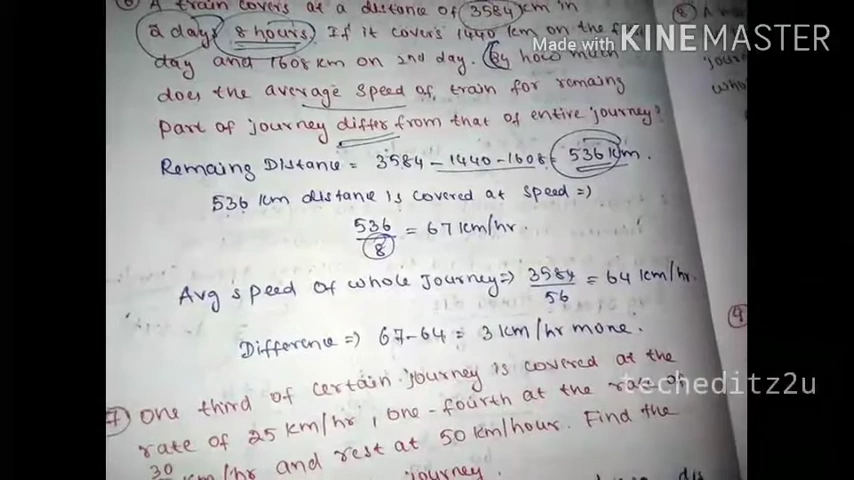 6 A train covers at a distance of 3584 km in
2 days 8 hours. If it covers 1440 km on the
day and 1608 km on 2nd day. By how much
does the average speed of train for remaing
part of journey differ from that of entire journey?
Remaing Distance = 3584 - 1440 - 1608 = 536 km.
536 km distance is covered at speed =>
536/8 = 67 km/hr.
Avg speed of whole Journey => 3584/56 = 64 km/hr.
Difference => 67-64 = 3 km/hr more.
7 One third of certain journey is covered at the
rate of 25 km/hr, one-fourth at the rate of
30 km/hr and rest at 50 km/hour. Find the
journey.
8
9
Made with KINEMASTER
techeditz2u